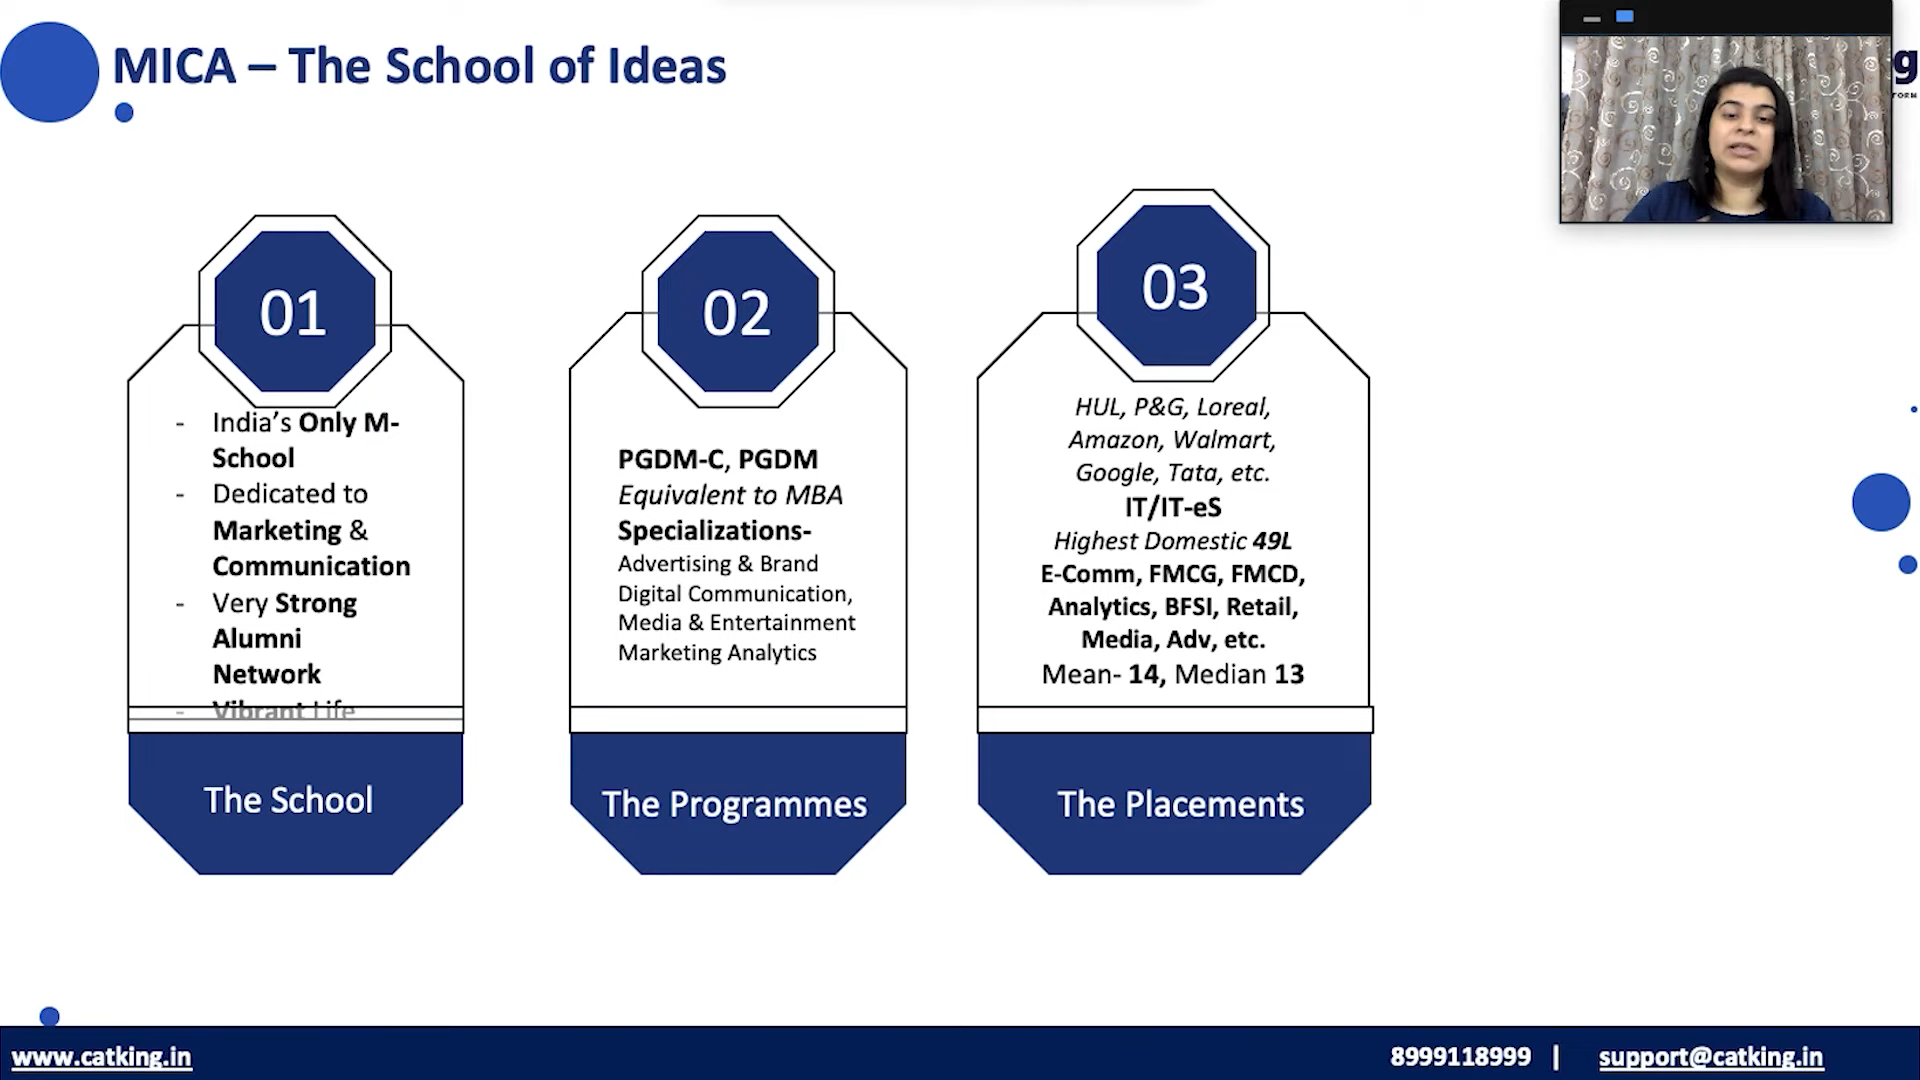 MICA – The School of Ideas
g
FORM
01
- India’s Only M-
School
- Dedicated to
Marketing &
Communication
- Very Strong
Alumni
Network
- Vibrant Life
The School
02
PGDM-C, PGDM
Equivalent to MBA
Specializations-
Advertising & Brand
Digital Communication,
Media & Entertainment
Marketing Analytics
The Programmes
03
HUL, P&G, Loreal,
Amazon, Walmart,
Google, Tata, etc.
IT/IT-eS
Highest Domestic 49L
E-Comm, FMCG, FMCD,
Analytics, BFSI, Retail,
Media, Adv, etc.
Mean- 14, Median 13
The Placements
www.catking.in
8999118999 | support@catking.in